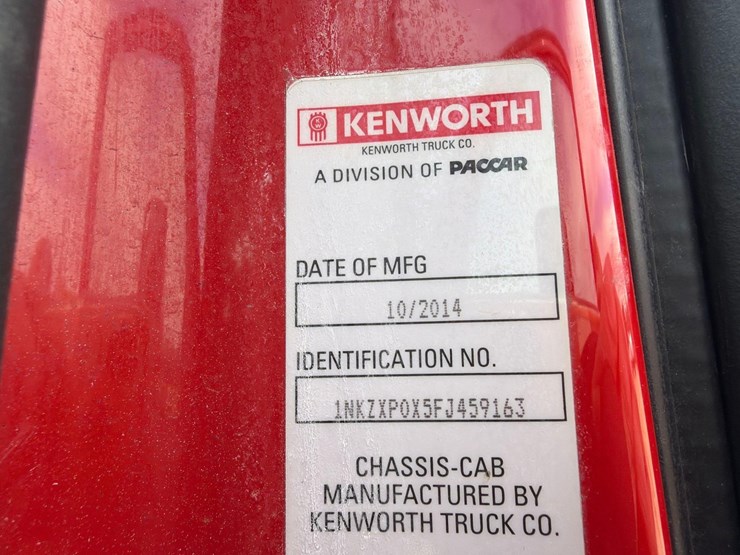 KENWORTH
KENWORTH TRUCK CO.
A DIVISION OF PACCAR
DATE OF MFG
10/2014
IDENTIFICATION NO.
1NKZXP0X5FJ459163
CHASSIS-CAB
MANUFACTURED BY
KENWORTH TRUCK CO.